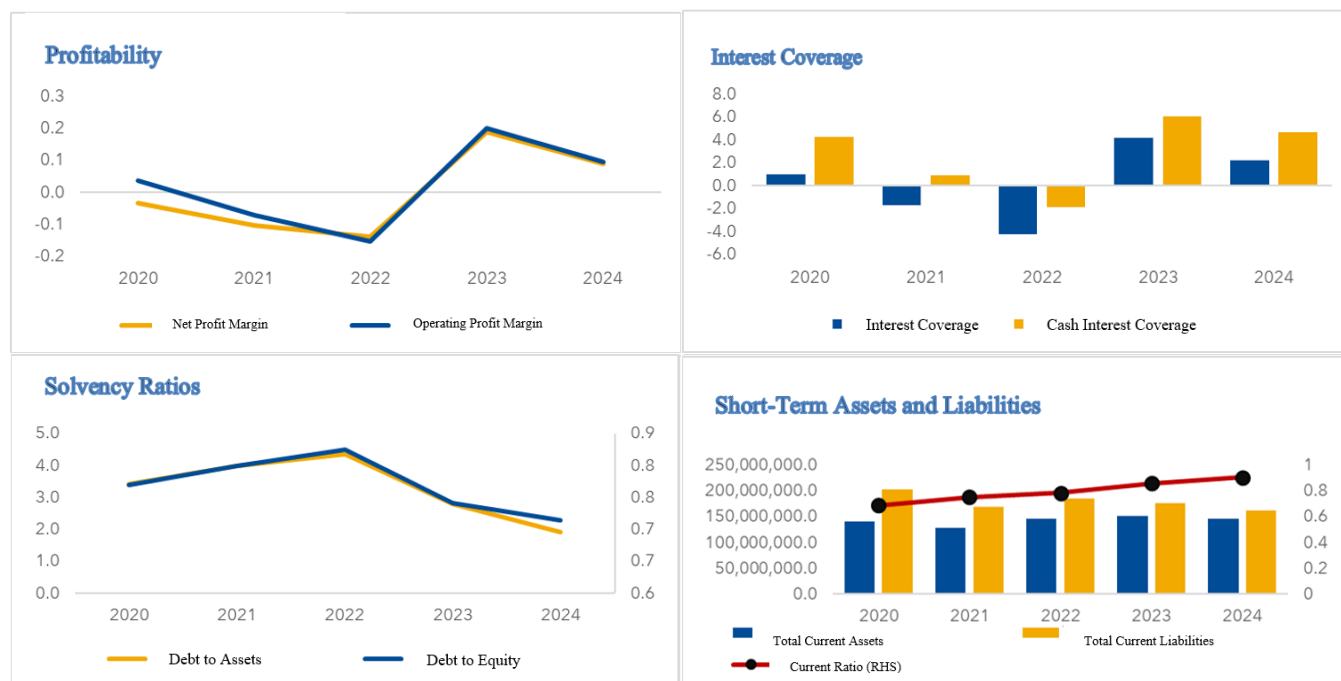 Profitability
0.3
0.2
0.1
0.0
-0.1
-0.2
2020 2021 2022 2023 2024
Net Profit Margin Operating Profit Margin
Interest Coverage
8.0
6.0
4.0
2.0
0.0
-2.0
-4.0
-6.0
2020 2021 2022 2023 2024
Interest Coverage Cash Interest Coverage
Solvency Ratios
5.0 0.9
4.0 0.8
3.0 0.8
2.0 0.7
1.0 0.7
0.0 0.6
2020 2021 2022 2023 2024
Debt to Assets Debt to Equity
Short-Term Assets and Liabilities
250,000,000.0 1
200,000,000.0 0.8
150,000,000.0 0.6
100,000,000.0 0.4
50,000,000.0 0.2
0.0 0
2020 2021 2022 2023 2024
Total Current Assets Total Current Liabilities
Current Ratio (RHS)